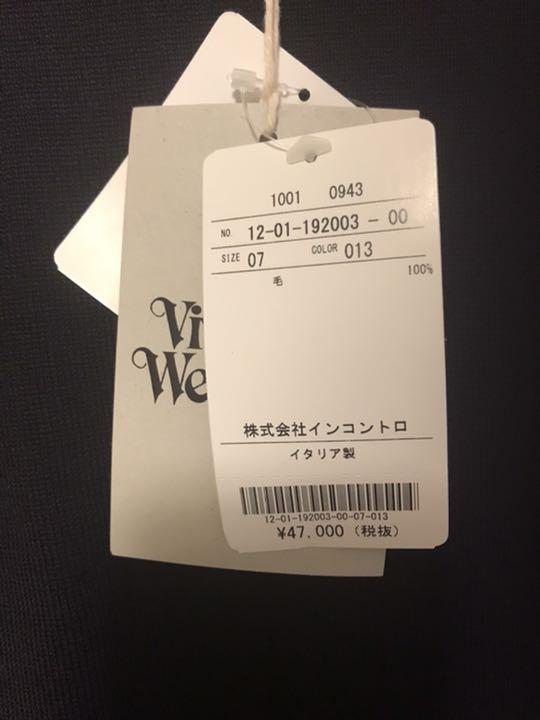 1001 0943
NO. 12-01-192003 - 00
SIZE 07 COLOR 013
毛 100%
Vi
We
株式会社インコントロ
イタリア製
12-01-192003-00-07-013
¥47,000 (税抜)